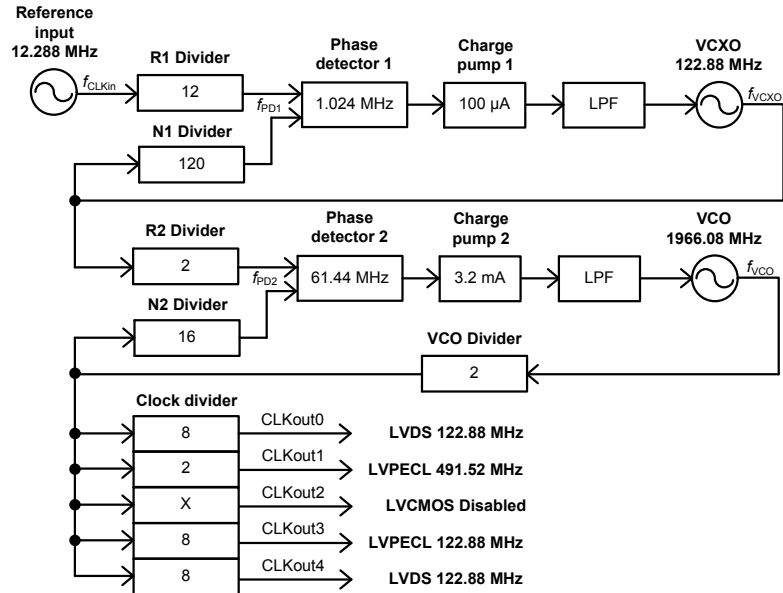 Reference
input
12.288 MHz
fCLKin
R1 Divider
12
fPD1
N1 Divider
120
Phase
detector 1
1.024 MHz
Charge
pump 1
100 µA
LPF
VCXO
122.88 MHz
fVCXO
R2 Divider
2
fPD2
N2 Divider
16
Phase
detector 2
61.44 MHz
Charge
pump 2
3.2 mA
LPF
VCO
1966.08 MHz
fVCO
VCO Divider
2
Clock divider
8
CLKout0
LVDS 122.88 MHz
2
CLKout1
LVPECL 491.52 MHz
X
CLKout2
LVCMOS Disabled
8
CLKout3
LVPECL 122.88 MHz
8
CLKout4
LVDS 122.88 MHz